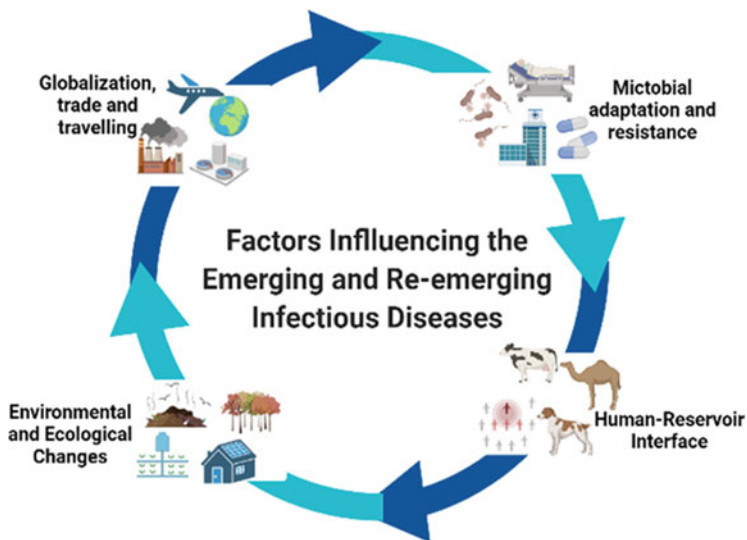 Globalization,
trade and
travelling
Mictobial
adaptation and
resistance
Factors Inflluencing the
Emerging and Re-emerging
Infectious Diseases
Environmental
and Ecological
Changes
Human-Reservoir
Interface